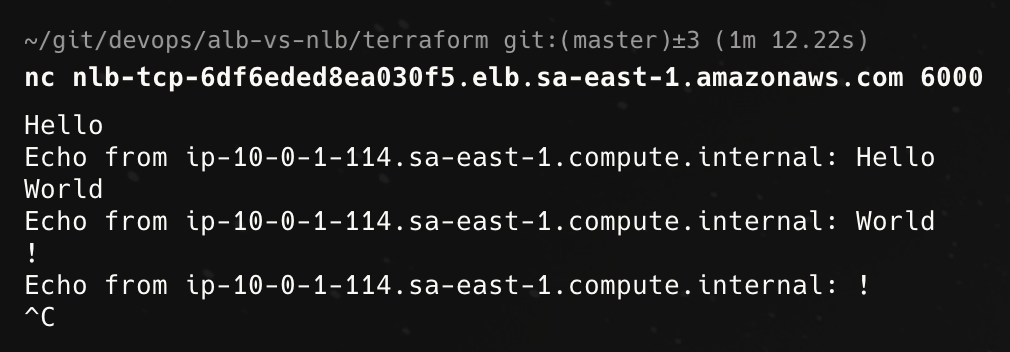 ~/git/devops/alb-vs-nlb/terraform git:(master)±3 (1m 12.22s)
nc nlb-tcp-6df6eded8ea030f5.elb.sa-east-1.amazonaws.com 6000
Hello
Echo from ip-10-0-1-114.sa-east-1.compute.internal: Hello
World
Echo from ip-10-0-1-114.sa-east-1.compute.internal: World
!
Echo from ip-10-0-1-114.sa-east-1.compute.internal: !
^C